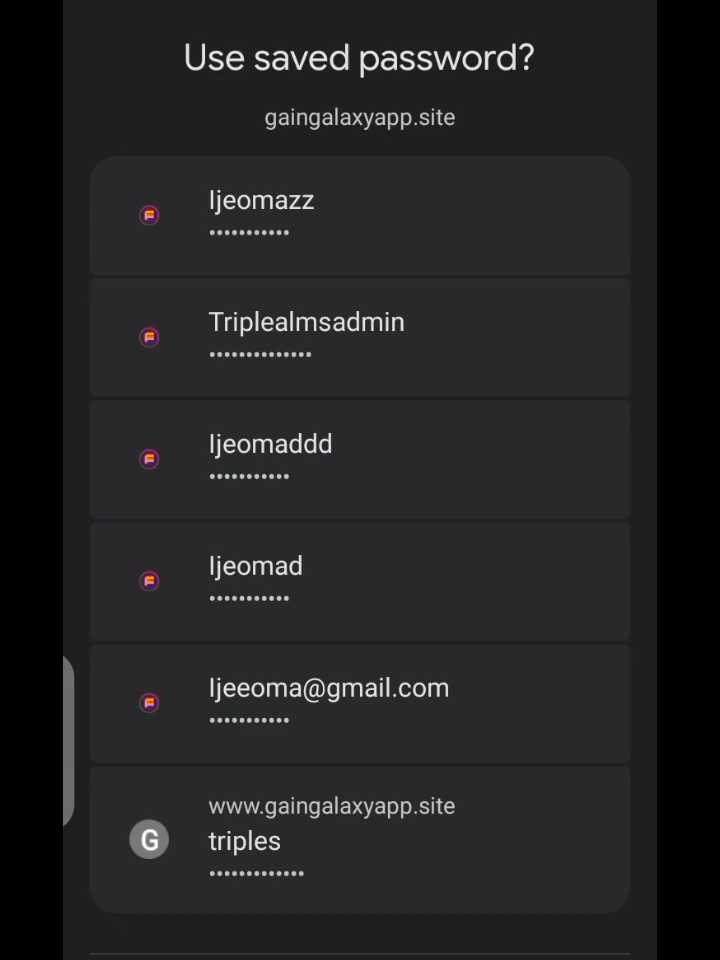 Use saved password?
gaingalaxyapp.site
Ijeomazz
•••••••••••
Triplealmsadmin
••••••••••••••
Ijeomaddd
•••••••••••
Ijeomad
•••••••••••
Ijeeoma@gmail.com
•••••••••••
www.gaingalaxyapp.site
G
triples
•••••••••••••